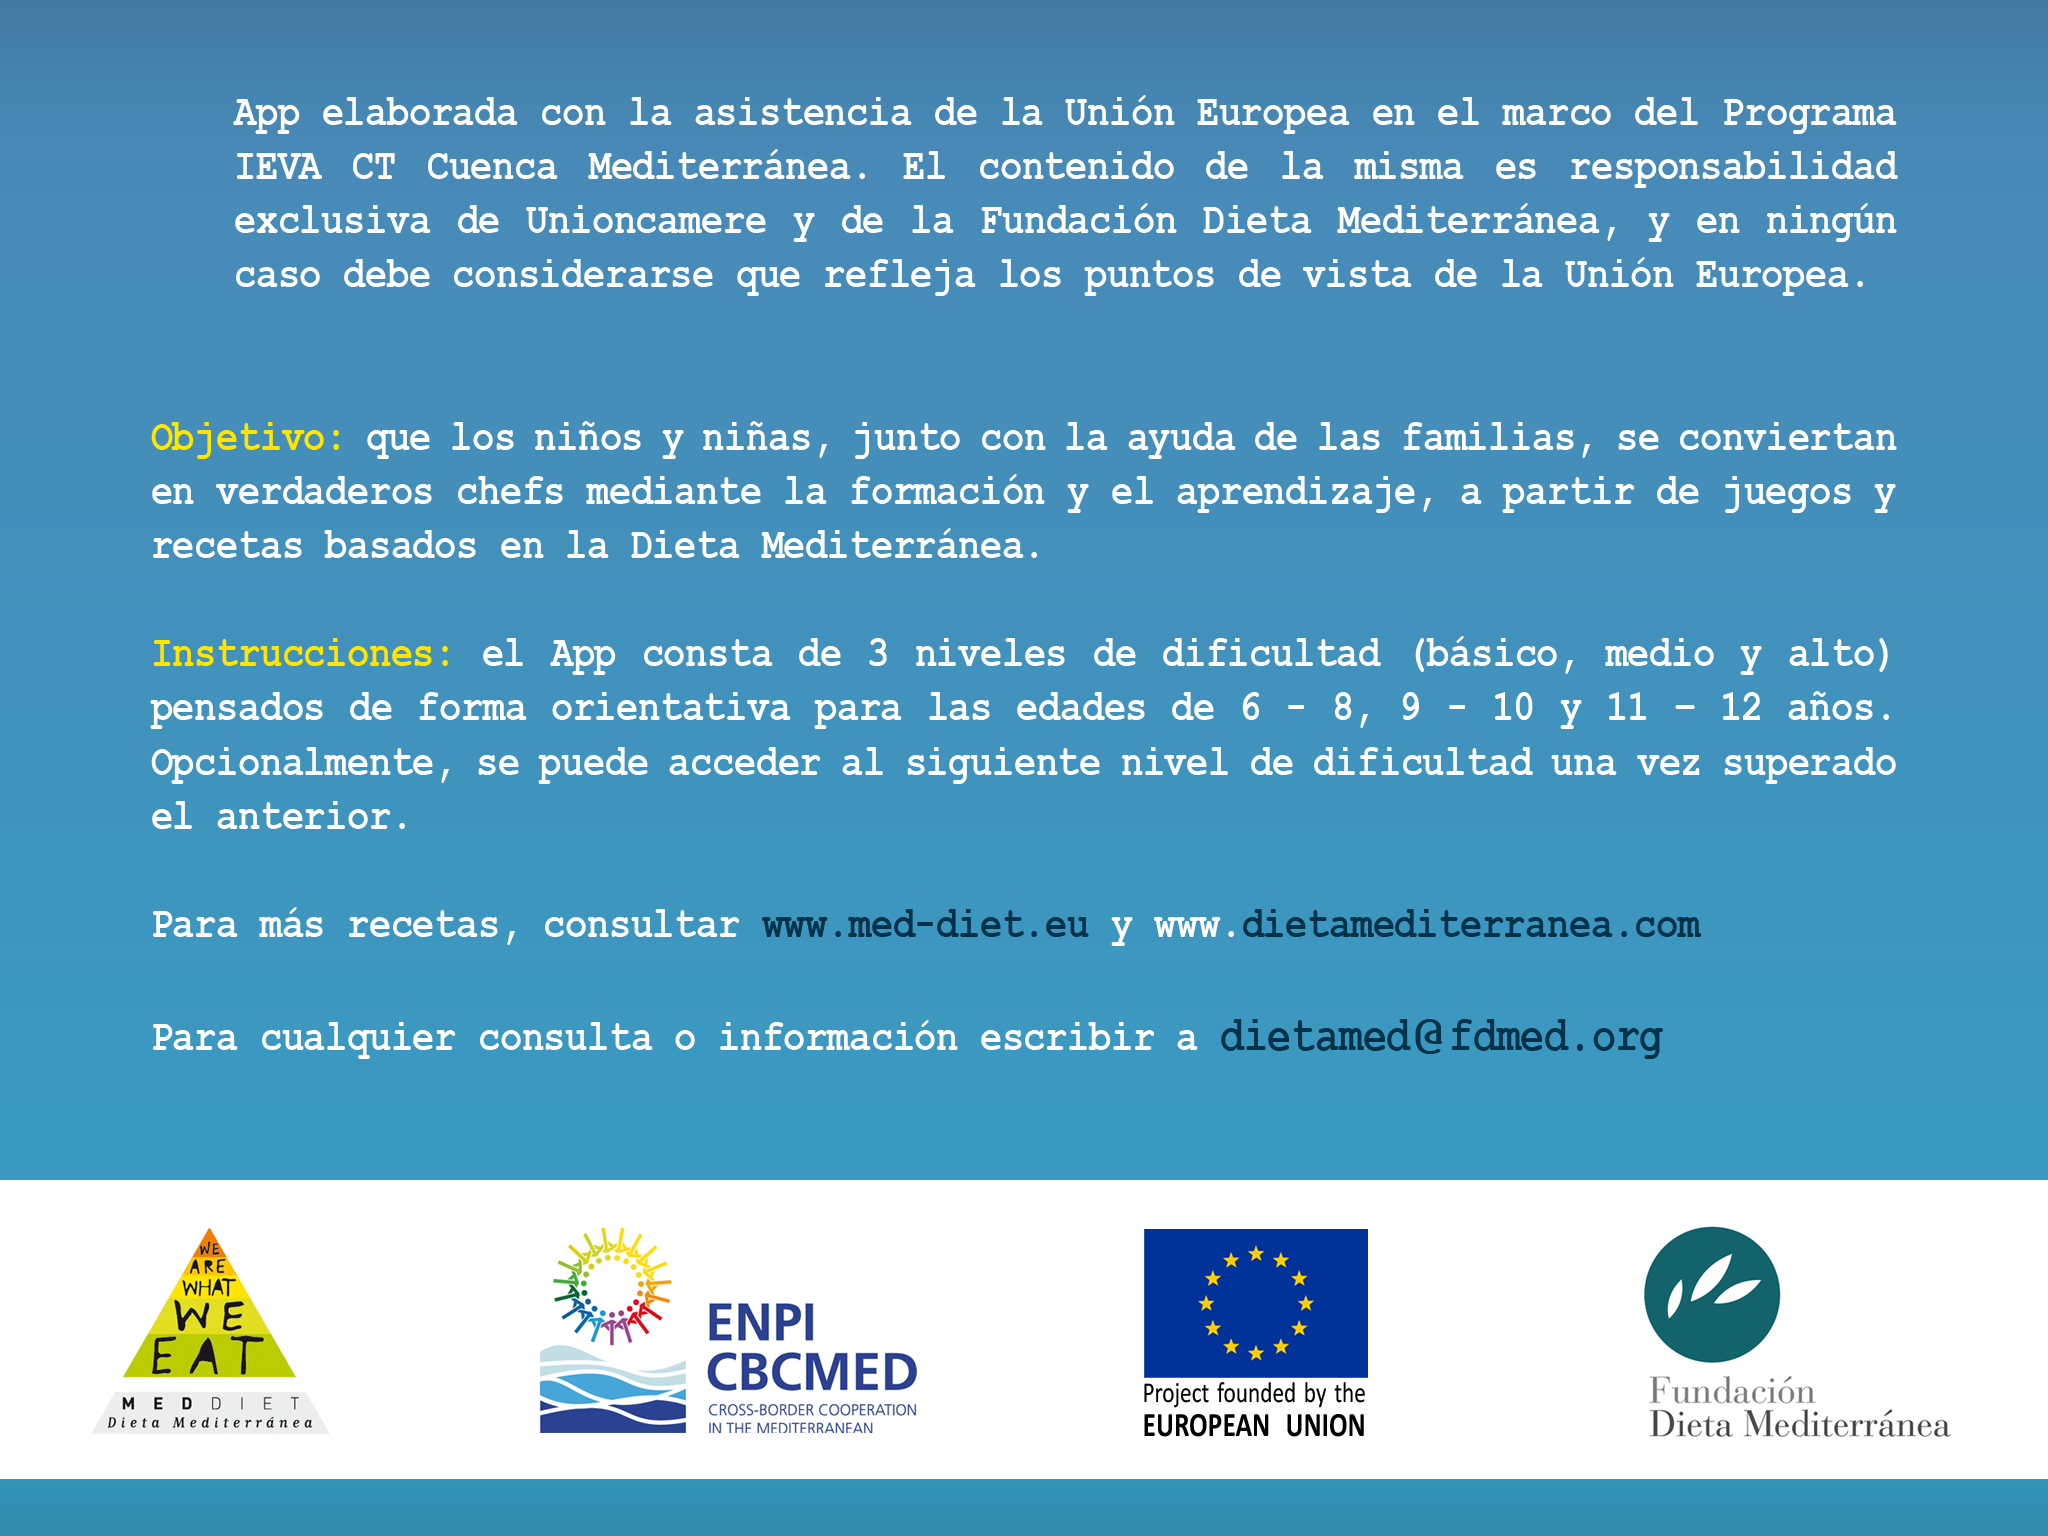 App elaborada con la asistencia de la Unión Europea en el marco del Programa
IEVA CT Cuenca Mediterránea. El contenido de la misma es responsabilidad
exclusiva de Unioncamere y de la Fundación Dieta Mediterránea, y en ningún
caso debe considerarse que refleja los puntos de vista de la Unión Europea.
Objetivo: que los niños y niñas, junto con la ayuda de las familias, se conviertan
en verdaderos chefs mediante la formación y el aprendizaje, a partir de juegos y
recetas basados en la Dieta Mediterránea.
Instrucciones: el App consta de 3 niveles de dificultad (básico, medio y alto)
pensados de forma orientativa para las edades de 6 - 8, 9 - 10 y 11 – 12 años.
Opcionalmente, se puede acceder al siguiente nivel de dificultad una vez superado
el anterior.
Para más recetas, consultar www.med-diet.eu y www.dietamediterranea.com
Para cualquier consulta o información escribir a dietamed@fdmed.org
WE
ARE
WHAT
WE
EAT
MEDDIET
Dieta Mediterránea
ENPI
CBCMED
CROSS-BORDER COOPERATION
IN THE MEDITERRANEAN
Project founded by the
EUROPEAN UNION
Fundación
Dieta Mediterránea